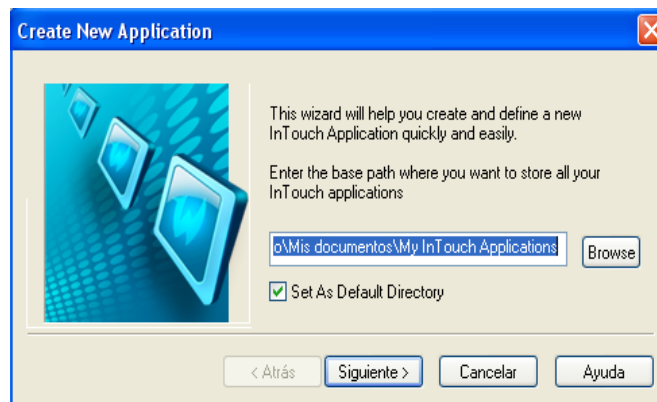 Create New Application
This wizard will help you create and define a new
InTouch Application quickly and easily.
Enter the base path where you want to store all your
InTouch applications
o\Mis documentos\My InTouch Applications
Browse
Set As Default Directory
< Atrás
Siguiente >
Cancelar
Ayuda